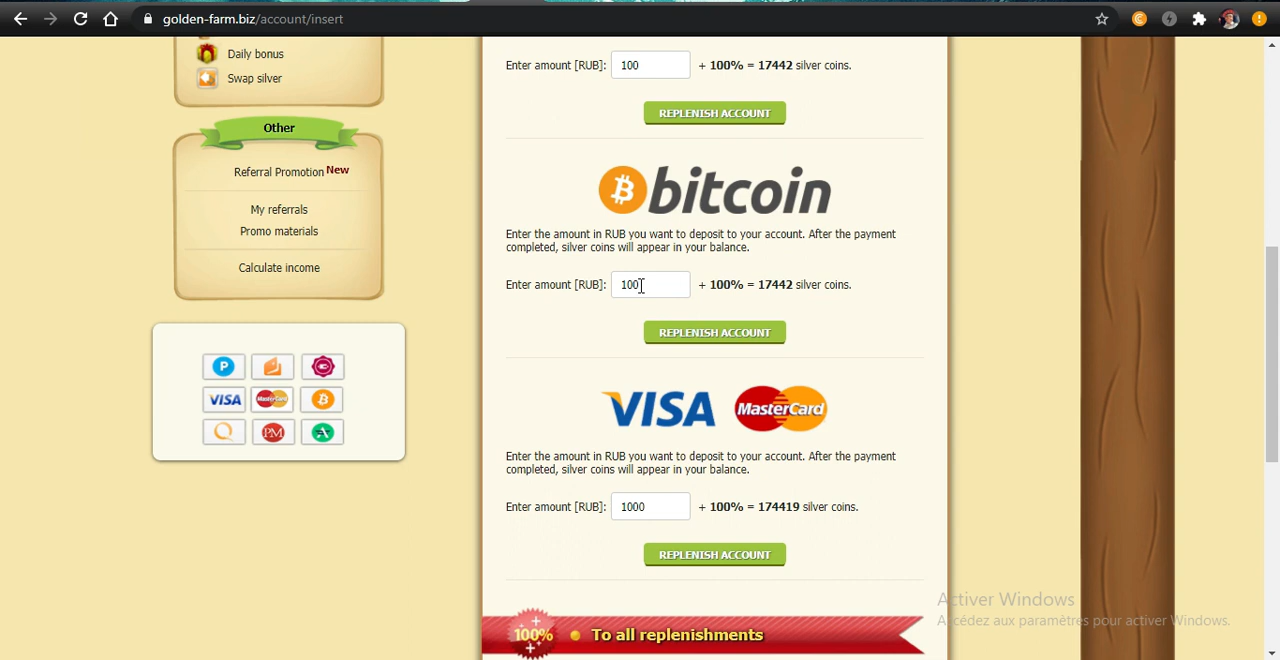 golden-farm.biz/account/insert
Daily bonus
Swap silver
Other
Referral Promotion New
My referrals
Promo materials
Calculate income
P
VISA MasterCard
PM
Enter amount [RUB]: 100 + 100% = 17442 silver coins.
REPLENISH ACCOUNT
bitcoin
Enter the amount in RUB you want to deposit to your account. After the payment
completed, silver coins will appear in your balance.
Enter amount [RUB]: 100 + 100% = 17442 silver coins.
REPLENISH ACCOUNT
VISA MasterCard
Enter the amount in RUB you want to deposit to your account. After the payment
completed, silver coins will appear in your balance.
Enter amount [RUB]: 1000 + 100% = 174419 silver coins.
REPLENISH ACCOUNT
100% To all replenishments
Activer Windows
Accédez aux paramètres pour activer Windows.